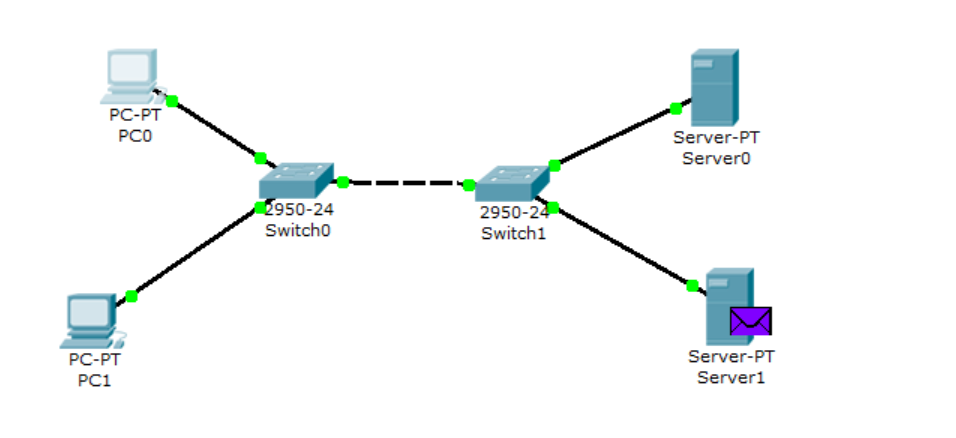 PC-PT
PC0
Server-PT
Server0
2950-24
Switch0
2950-24
Switch1
PC-PT
PC1
Server-PT
Server1